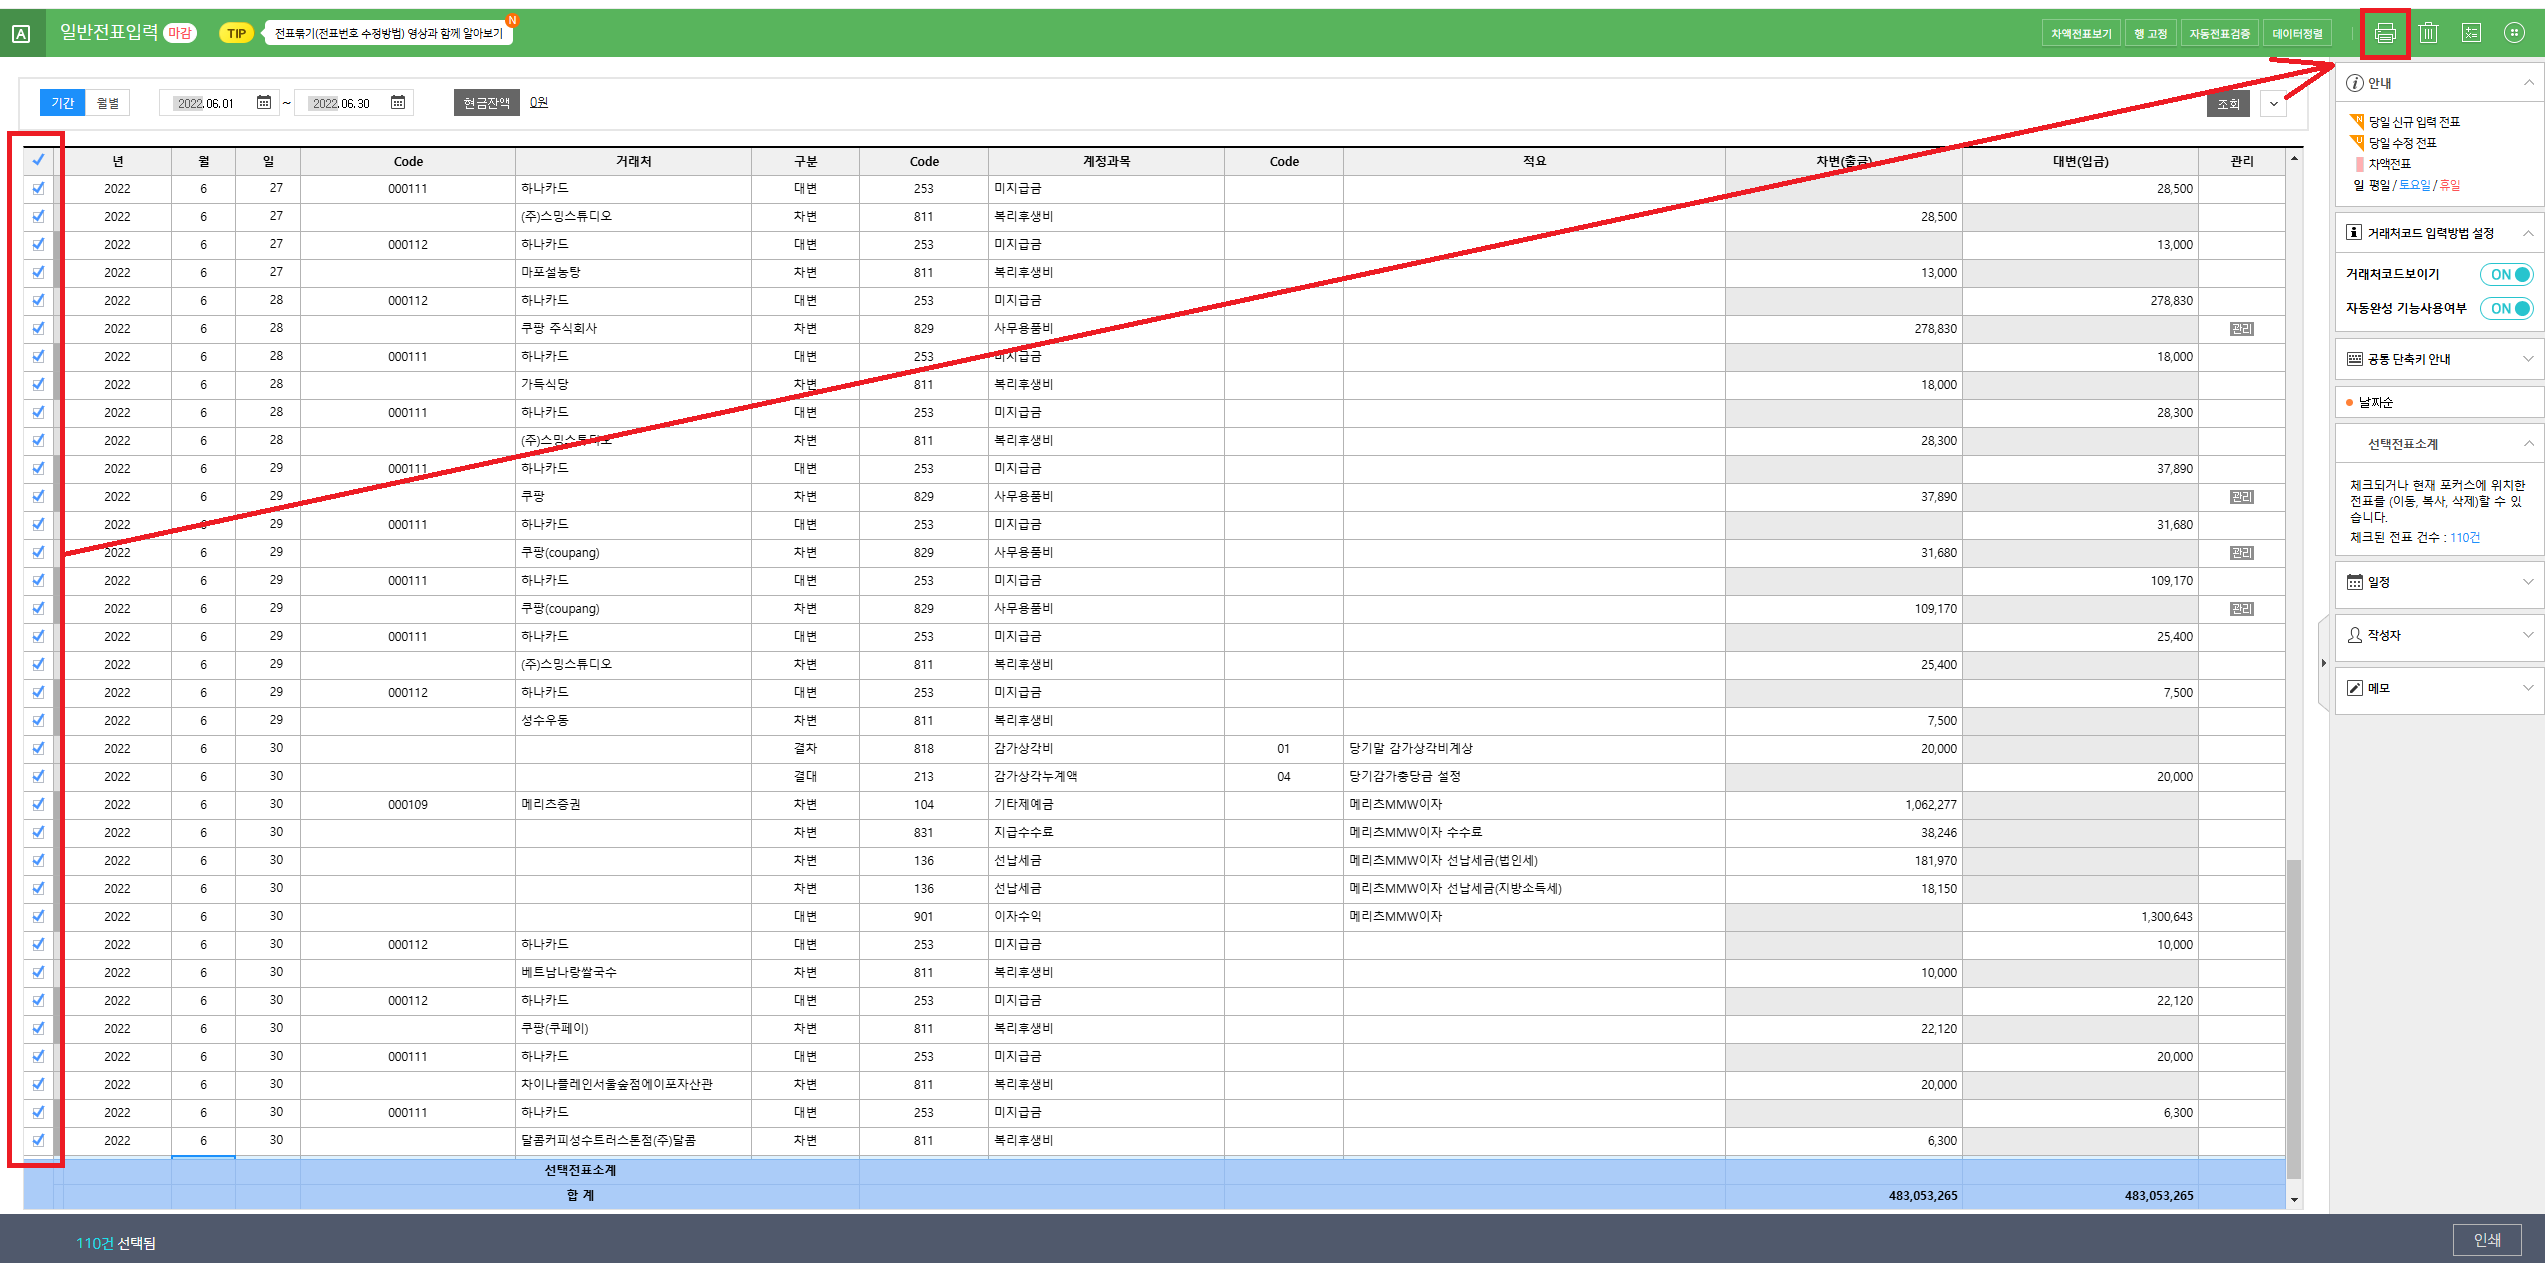 A 일반전표입력 마감 TIP 전표묶기(전표번호 수정방법) 영상과 함께 알아보기 N 차액전표보기 행 고정 자동전표검증 데이터정렬
기간 월별 2022.06.01 ~ 2022.06.30 현금잔액 0원 조회
년 월 일 Code 거래처 구분 Code 계정과목 Code 적요 차변(출금) 대변(입금) 관리
2022 6 27 000111 하나카드 대변 253 미지급금 28,500
2022 6 27 (주)스밍스튜디오 차변 811 복리후생비 28,500
2022 6 27 000112 하나카드 대변 253 미지급금 13,000
2022 6 27 마포설농탕 차변 811 복리후생비 13,000
2022 6 28 000112 하나카드 대변 253 미지급금 278,830
2022 6 28 쿠팡 주식회사 차변 829 사무용품비 278,830 관리
2022 6 28 000111 하나카드 대변 253 미지급금 18,000
2022 6 28 가득식당 차변 811 복리후생비 18,000
2022 6 28 000111 하나카드 대변 253 미지급금 28,300
2022 6 28 (주)스밍스튜디오 차변 811 복리후생비 28,300
2022 6 29 000111 하나카드 대변 253 미지급금 37,890
2022 6 29 쿠팡 차변 829 사무용품비 37,890 관리
2022 6 29 000111 하나카드 대변 253 미지급금 31,680
2022 6 29 쿠팡(coupang) 차변 829 사무용품비 31,680 관리
2022 6 29 000111 하나카드 대변 253 미지급금 109,170
2022 6 29 쿠팡(coupang) 차변 829 사무용품비 109,170 관리
2022 6 29 000111 하나카드 대변 253 미지급금 25,400
2022 6 29 (주)스밍스튜디오 차변 811 복리후생비 25,400
2022 6 29 000112 하나카드 대변 253 미지급금 7,500
2022 6 29 성수우동 차변 811 복리후생비 7,500
2022 6 30 결차 818 감가상각비 01 당기말 감가상각비계상 20,000
2022 6 30 결대 213 감가상각누계액 04 당기감가충당금 설정 20,000
2022 6 30 000109 메리츠증권 차변 104 기타제예금 메리츠MMW이자 1,062,277
2022 6 30 차변 831 지급수수료 메리츠MMW이자 수수료 38,246
2022 6 30 차변 136 선납세금 메리츠MMW이자 선납세금(법인세) 181,970
2022 6 30 차변 136 선납세금 메리츠MMW이자 선납세금(지방소득세) 18,150
2022 6 30 대변 901 이자수익 메리츠MMW이자 1,300,643
2022 6 30 000112 하나카드 대변 253 미지급금 10,000
2022 6 30 베트남나랑쌀국수 차변 811 복리후생비 10,000
2022 6 30 000112 하나카드 대변 253 미지급금 22,120
2022 6 30 쿠팡(쿠페이) 차변 811 복리후생비 22,120
2022 6 30 000111 하나카드 대변 253 미지급금 20,000
2022 6 30 차이나플레인서울숲점에이포자산관 차변 811 복리후생비 20,000
2022 6 30 000111 하나카드 대변 253 미지급금 6,300
2022 6 30 달콤커피성수트러스톤점(주)달콤 차변 811 복리후생비 6,300
선택전표소계
합 계 483,053,265 483,053,265
110건 선택됨 인쇄
안내
N 당일 신규 입력 전표
U 당일 수정 전표
차액전표
일 평일 / 토요일 / 휴일
거래처코드 입력방법 설정
거래처코드보이기 ON
자동완성 기능사용여부 ON
공통 단축키 안내
날짜순
선택전표소계
체크되거나 현재 포커스에 위치한
전표를 (이동, 복사, 삭제)할 수 있
습니다.
체크된 전표 건수 : 110건
일정
작성자
메모